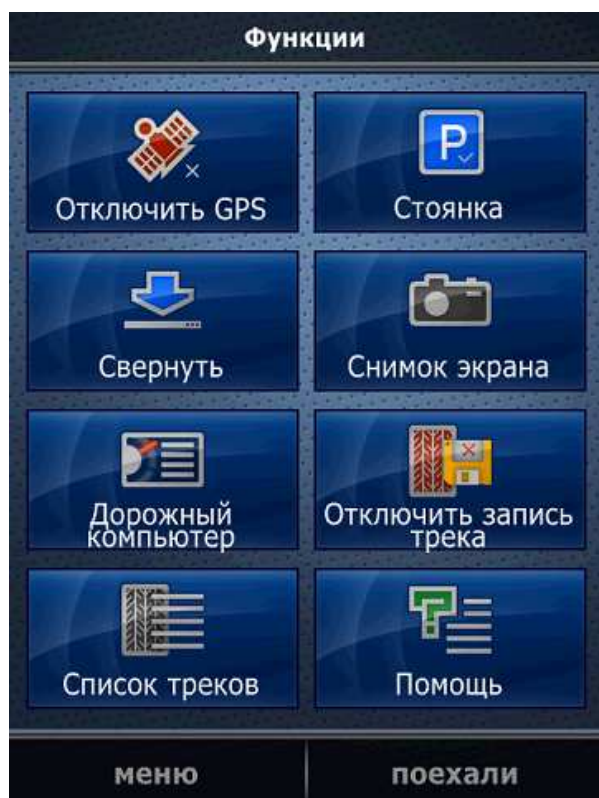 Функции
Отключить GPS
Стоянка
Свернуть
Снимок экрана
Дорожный
компьютер
Отключить запись
трека
Список треков
Помощь
меню
поехали